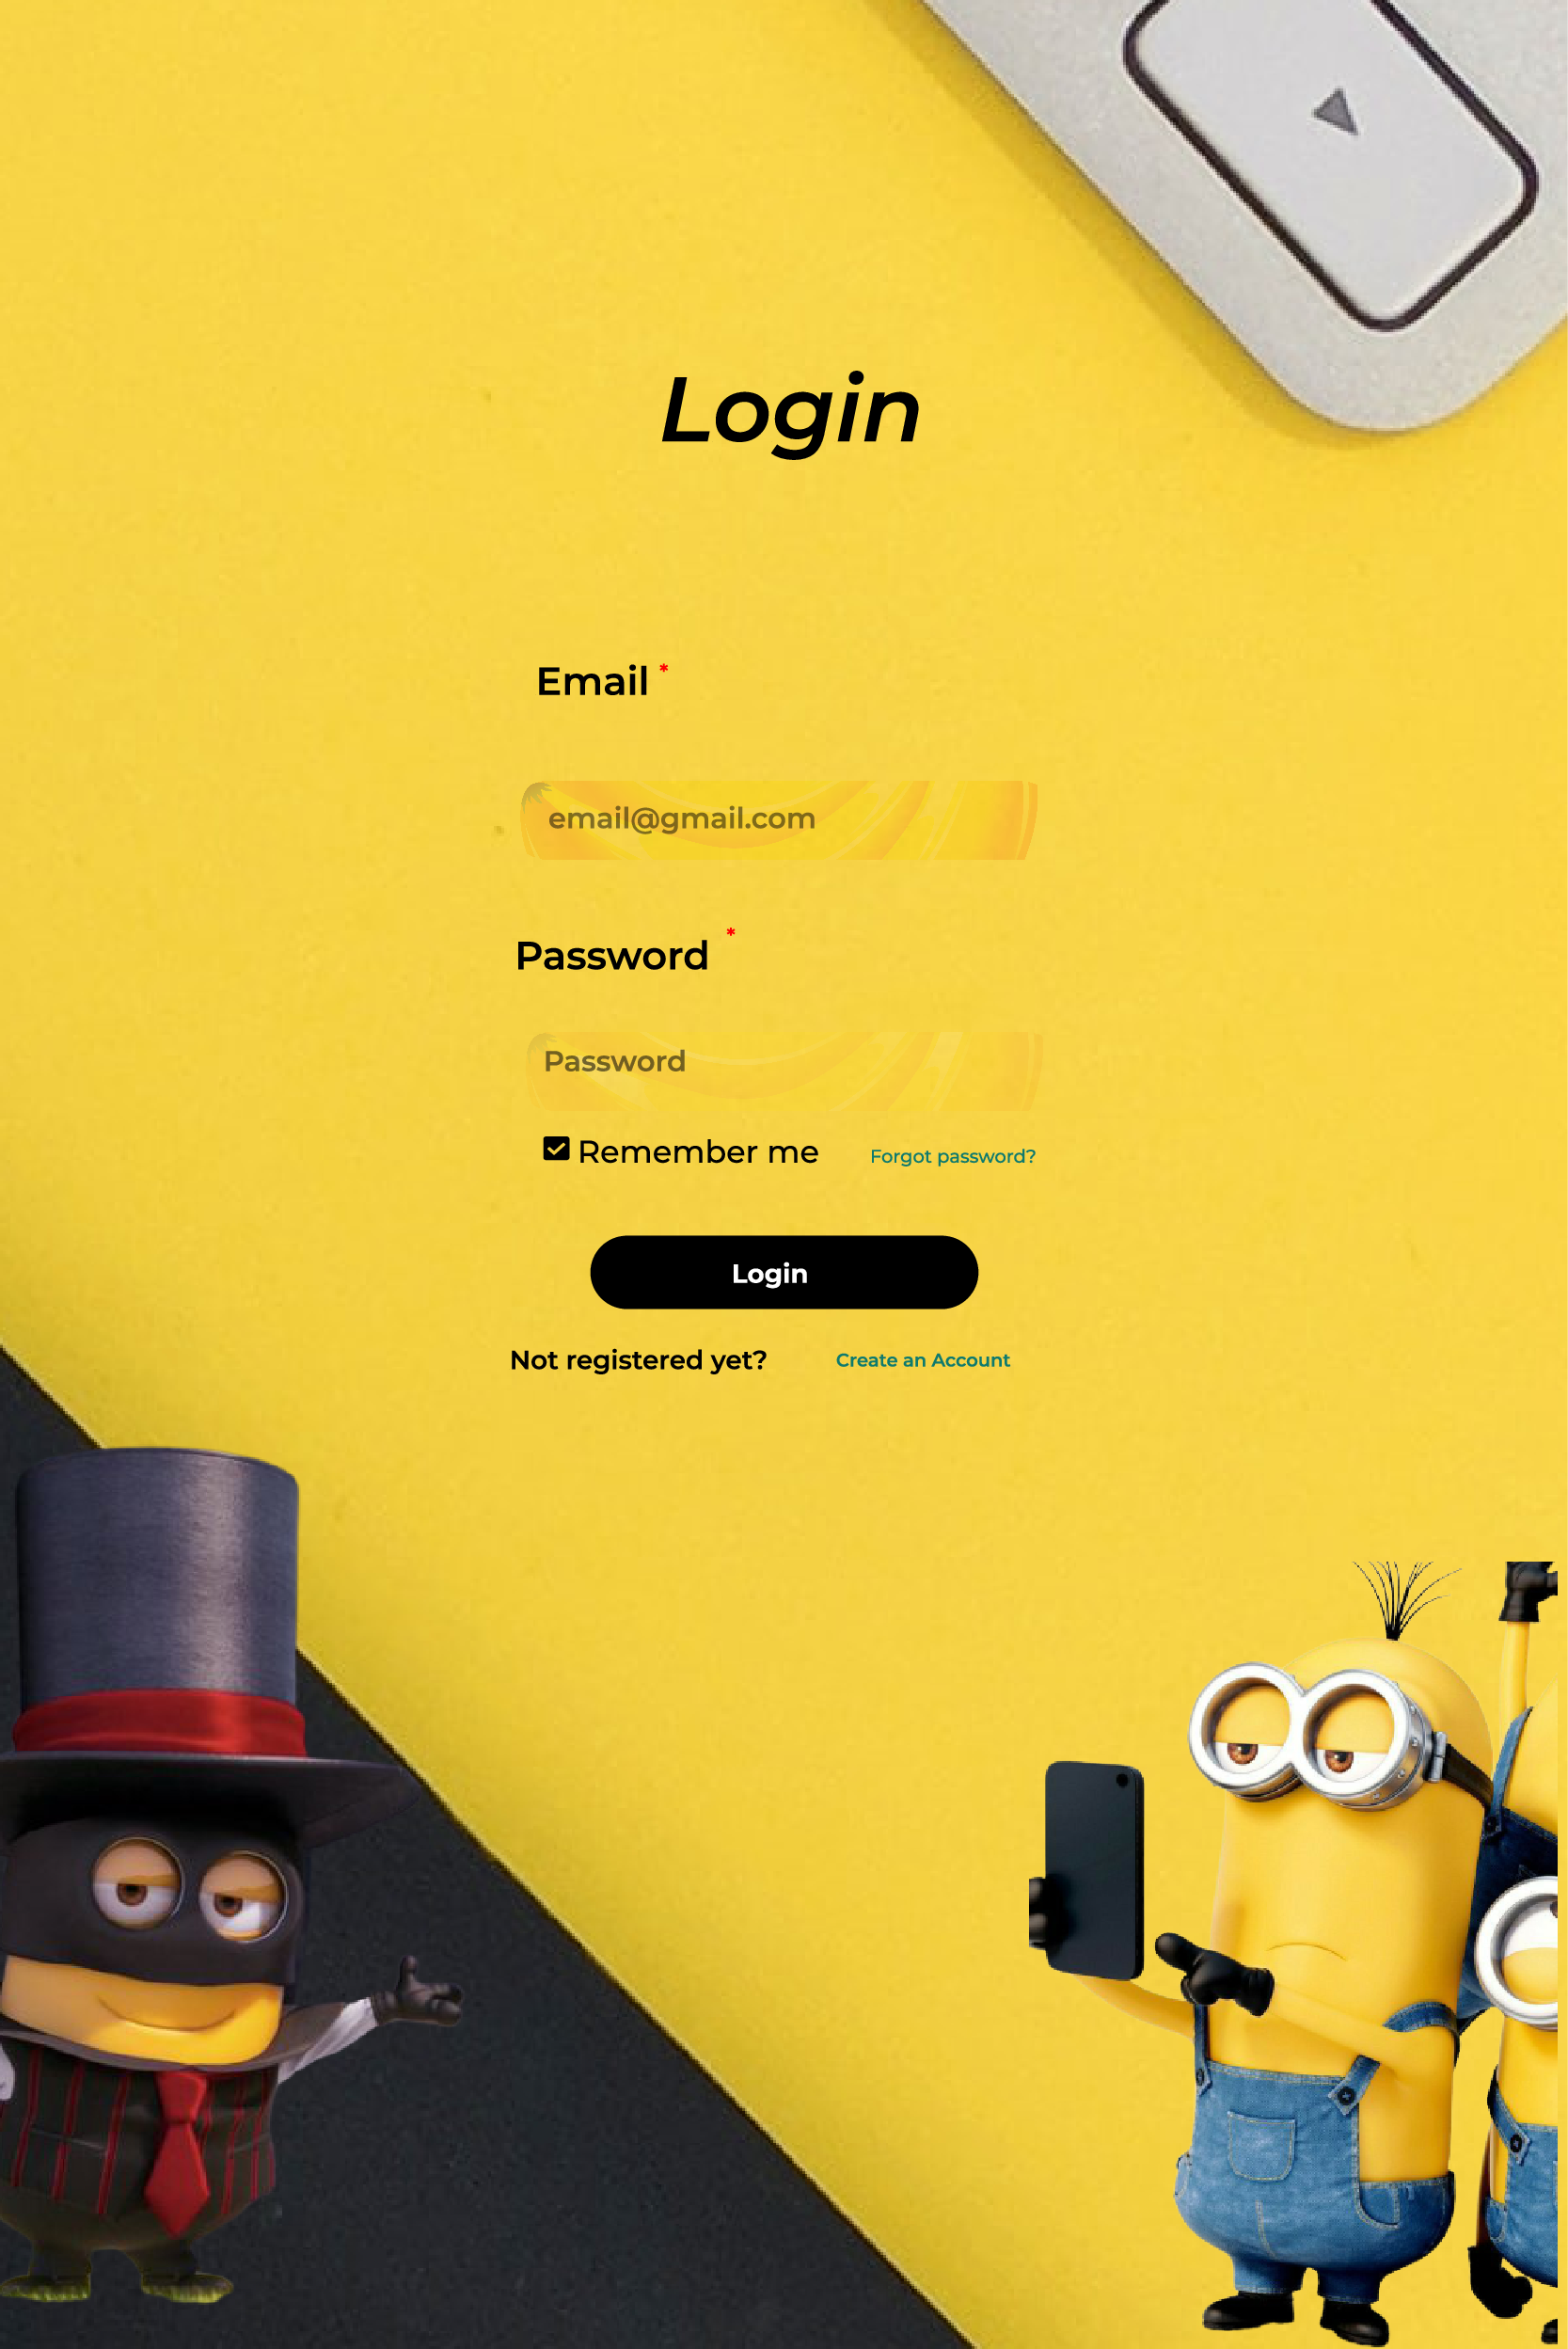 Login
Email *
email@gmail.com
Password *
Password
Remember me Forgot password?
Login
Not registered yet? Create an Account